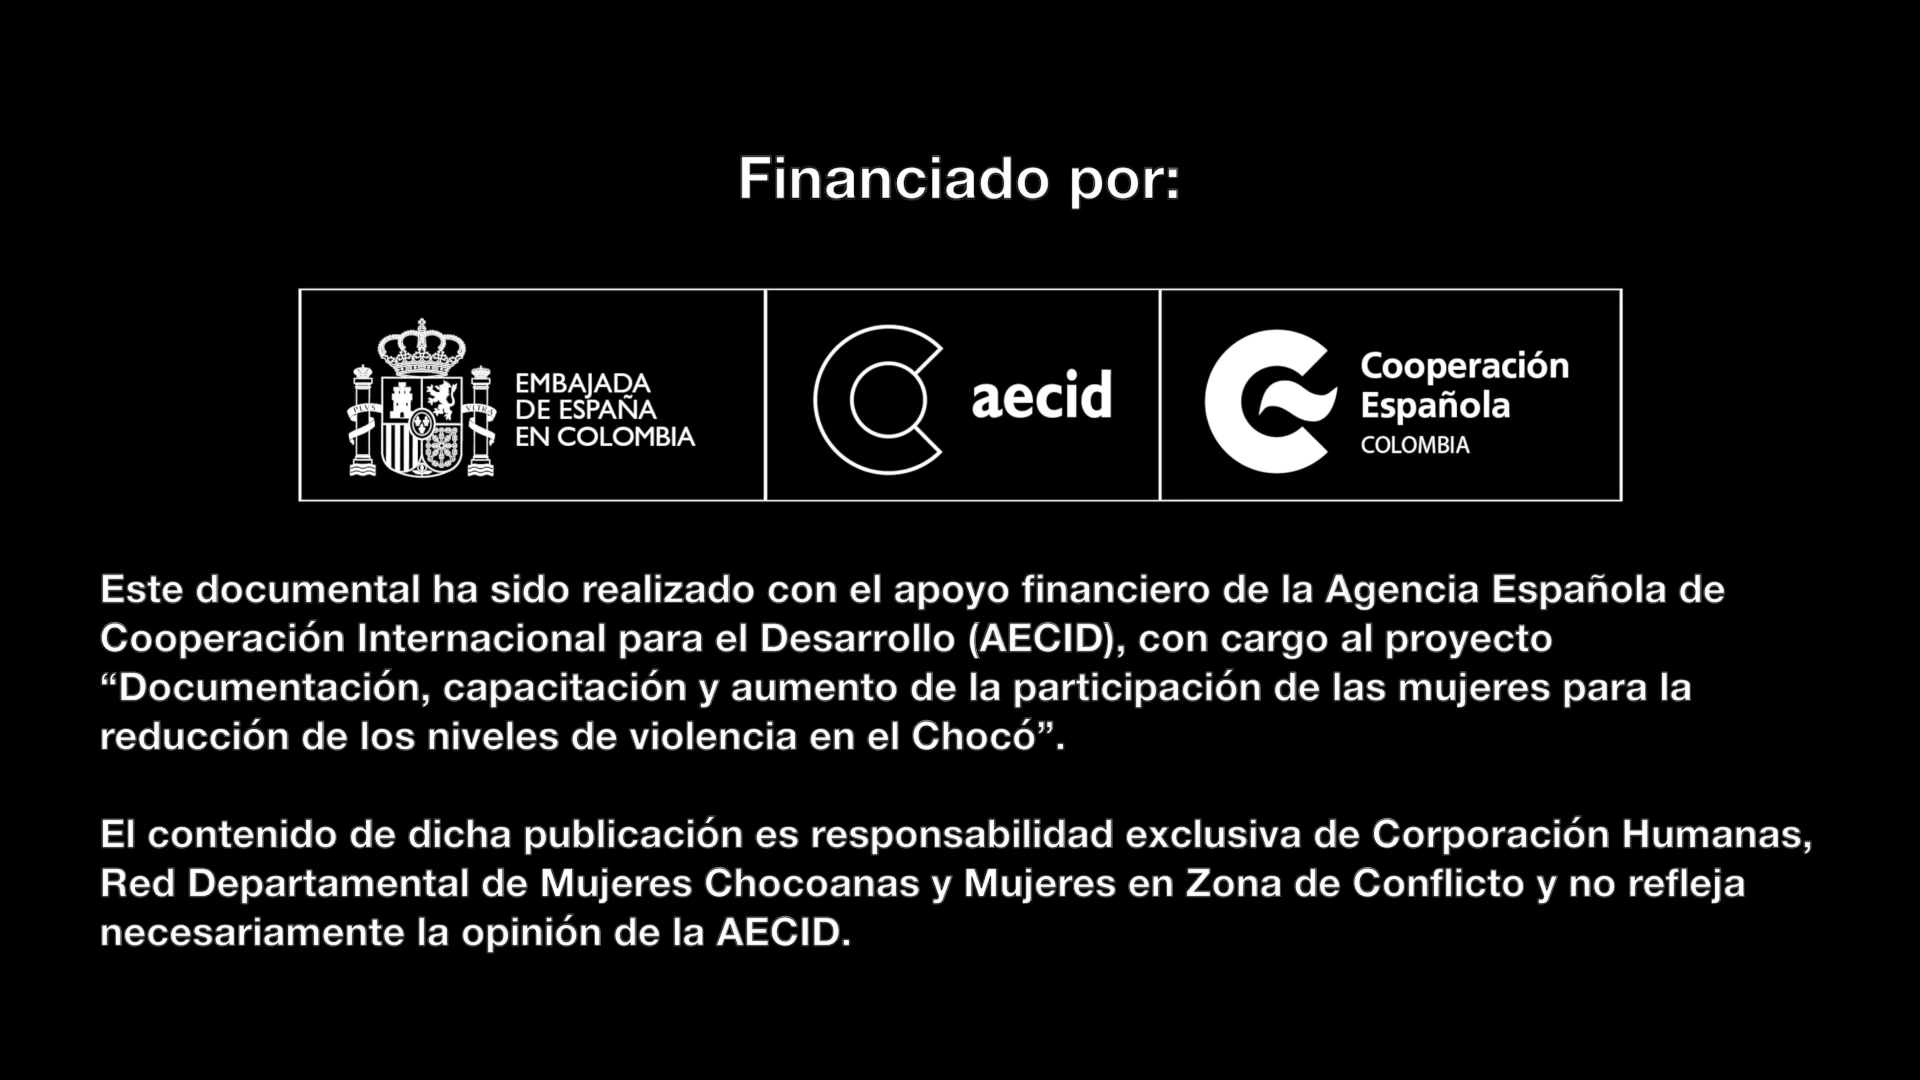 Financiado por:
PLVS VLTRA
EMBAJADA
DE ESPAÑA
EN COLOMBIA
aecid
Cooperación
Española
COLOMBIA
Este documental ha sido realizado con el apoyo financiero de la Agencia Española de
Cooperación Internacional para el Desarrollo (AECID), con cargo al proyecto
“Documentación, capacitación y aumento de la participación de las mujeres para la
reducción de los niveles de violencia en el Chocó”.
El contenido de dicha publicación es responsabilidad exclusiva de Corporación Humanas,
Red Departamental de Mujeres Chocoanas y Mujeres en Zona de Conflicto y no refleja
necesariamente la opinión de la AECID.